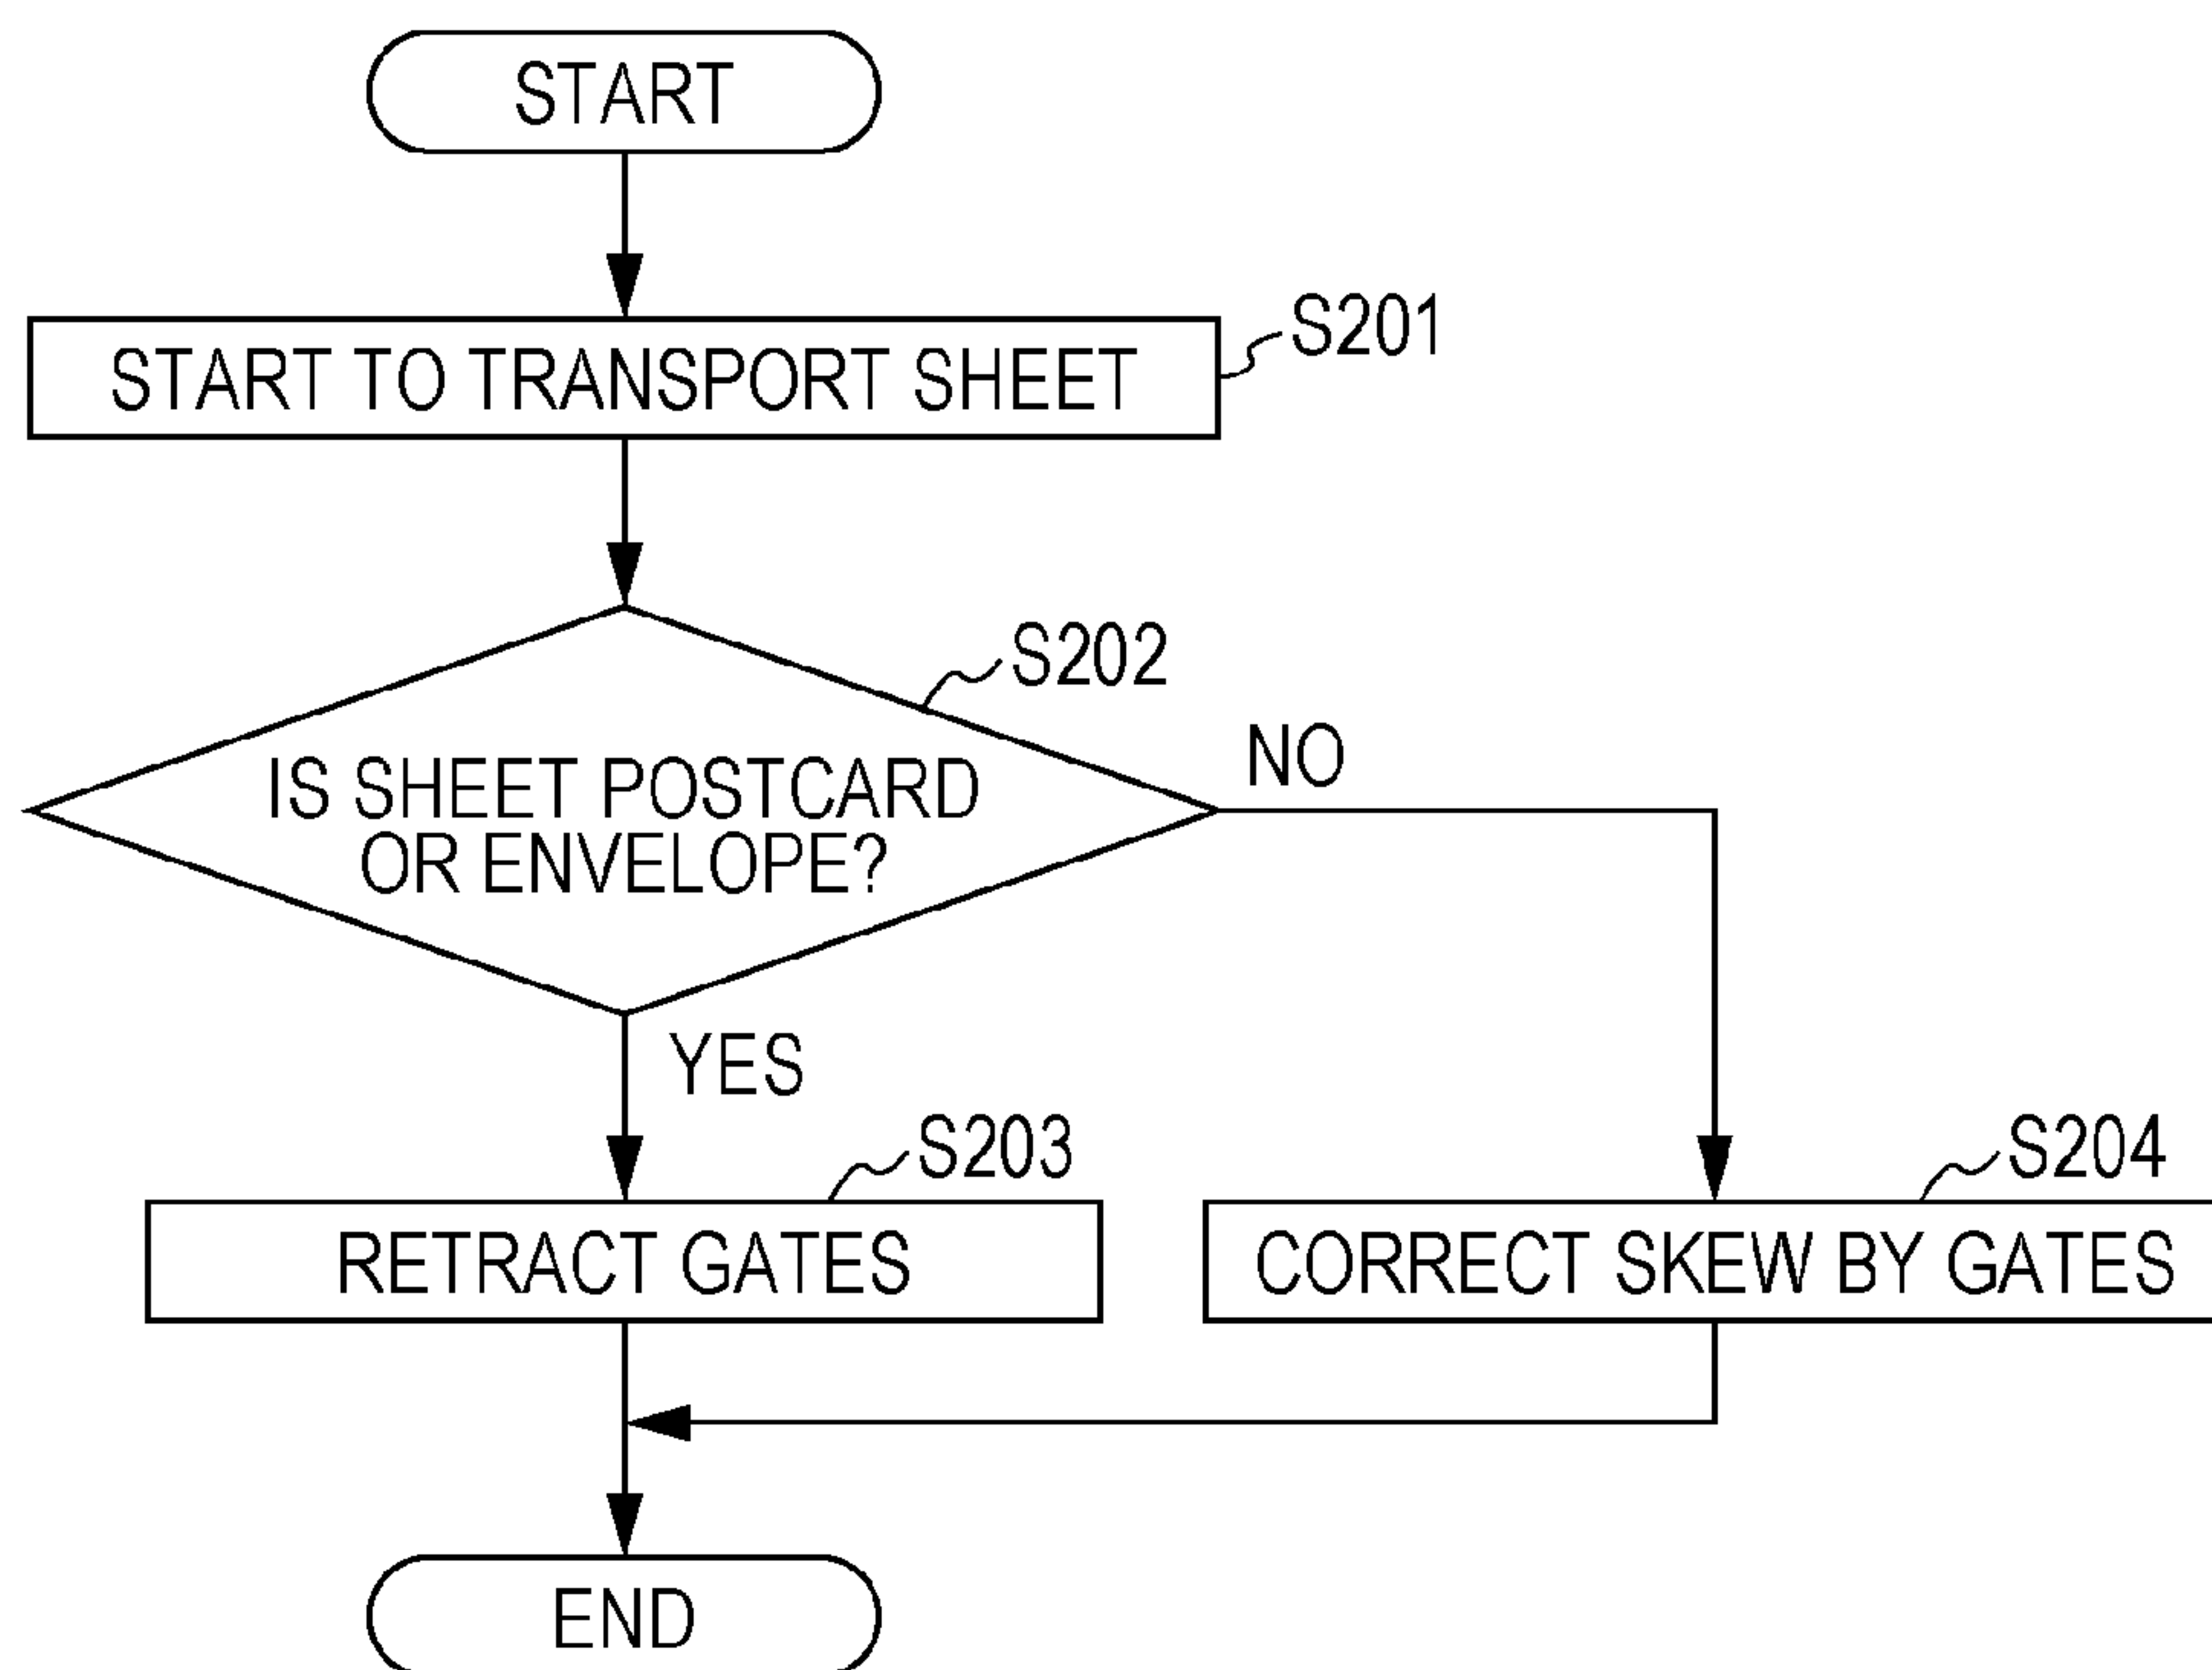 START
START TO TRANSPORT SHEET
S201
S202
IS SHEET POSTCARD
OR ENVELOPE?
NO
YES
S203
RETRACT GATES
S204
CORRECT SKEW BY GATES
END